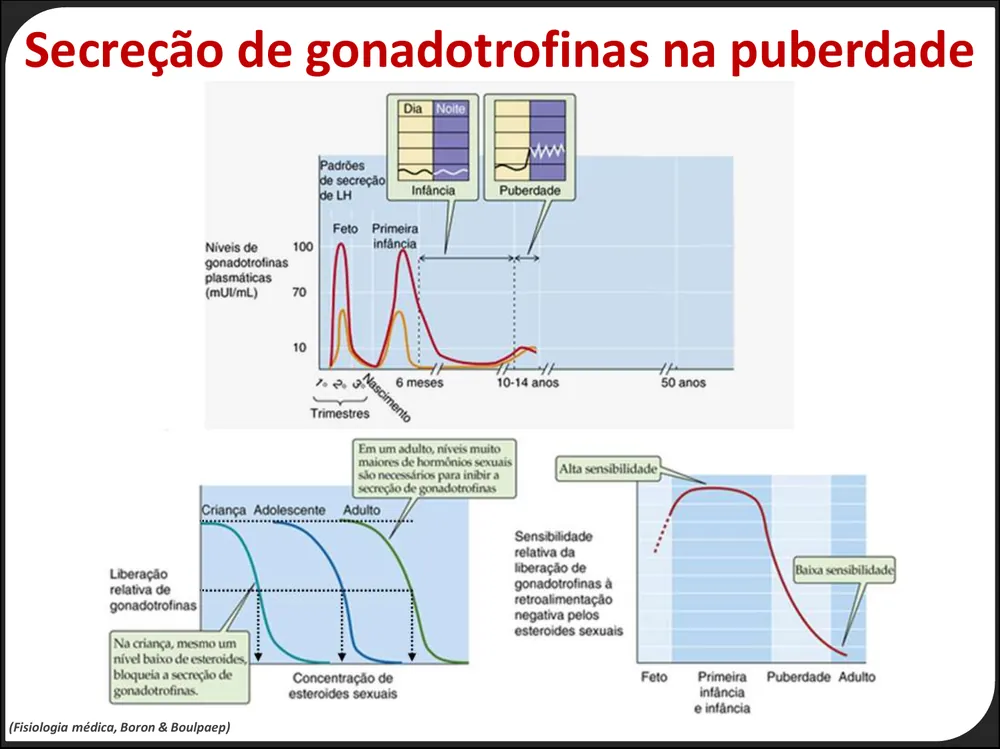 Secreção de gonadotrofinas na puberdade
Dia Noite
Infância
Puberdade
Padrões
de secreção
de LH
Feto
Primeira
infância
Níveis de
gonadotrofinas
plasmáticas
(mUI/mL)
100
70
10
1° 2° 3°
Nascimento
6 meses
10-14 anos
50 anos
Trimestres
Em um adulto, níveis muito
maiores de hormônios sexuais
são necessários para inibir a
secreção de gonadotrofinas
Criança Adolescente Adulto
Liberação
relativa de
gonadotrofinas
Na criança, mesmo um
nível baixo de esteroides,
bloqueia a secreção de
gonadotrofinas.
Concentração de
esteroides sexuais
Alta sensibilidade
Sensibilidade
relativa da
liberação de
gonadotrofinas à
retroalimentação
negativa pelos
esteroides sexuais
Baixa sensibilidade
Feto
Primeira
infância
e infância
Puberdade
Adulto
(Fisiologia médica, Boron & Boulpaep)